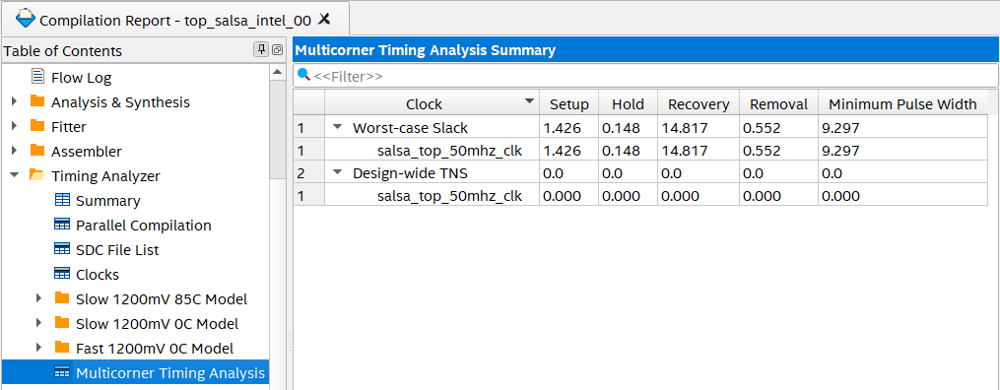 Compilation Report - top_salsa_intel_00 X
Table of Contents
Flow Log
Analysis & Synthesis
Fitter
Assembler
Timing Analyzer
Summary
Parallel Compilation
SDC File List
Clocks
Slow 1200mV 85C Model
Slow 1200mV 0C Model
Fast 1200mV 0C Model
Multicorner Timing Analysis
Multicorner Timing Analysis Summary
<<Filter>>
Clock Setup Hold Recovery Removal Minimum Pulse Width
1 Worst-case Slack 1.426 0.148 14.817 0.552 9.297
1 salsa_top_50mhz_clk 1.426 0.148 14.817 0.552 9.297
2 Design-wide TNS 0.0 0.0 0.0 0.0 0.0
1 salsa_top_50mhz_clk 0.000 0.000 0.000 0.000 0.000